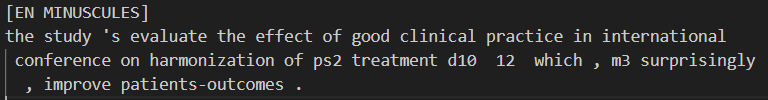 [EN MINUSCULES]
the study 's evaluate the effect of good clinical practice in international
conference on harmonization of ps2 treatment d10  12  which , m3 surprisingly
, improve patients-outcomes .